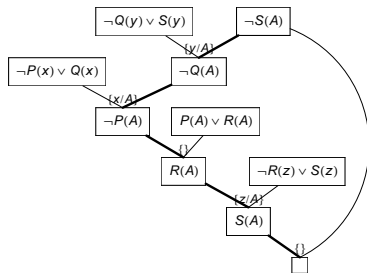 ¬Q(y) ∨ S(y) ¬S(A)
{y/A}
¬P(x) ∨ Q(x) ¬Q(A)
{x/A}
¬P(A) P(A) ∨ R(A)
{}
R(A) ¬R(z) ∨ S(z)
{z/A}
S(A)
{}